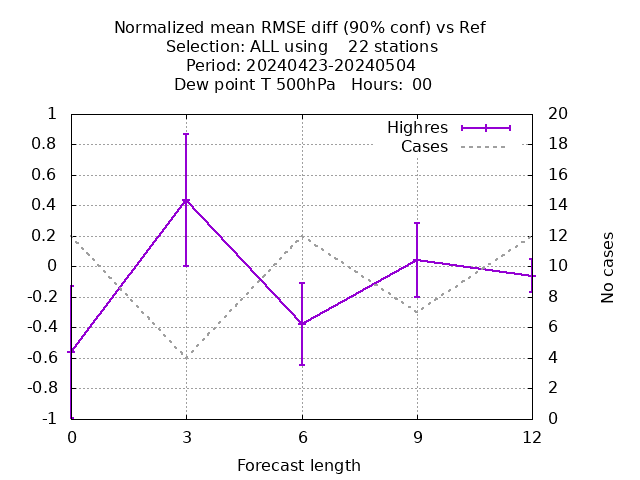 Normalized mean RMSE diff (90% conf) vs Ref
Selection: ALL using    22 stations
Period: 20240423-20240504
Dew point T 500hPa   Hours: 00
Highres
Cases
1
0.8
0.6
0.4
0.2
0
-0.2
-0.4
-0.6
-0.8
-1
20
18
16
14
12
10
8
6
4
2
0
No cases
0 3 6 9 12
Forecast length